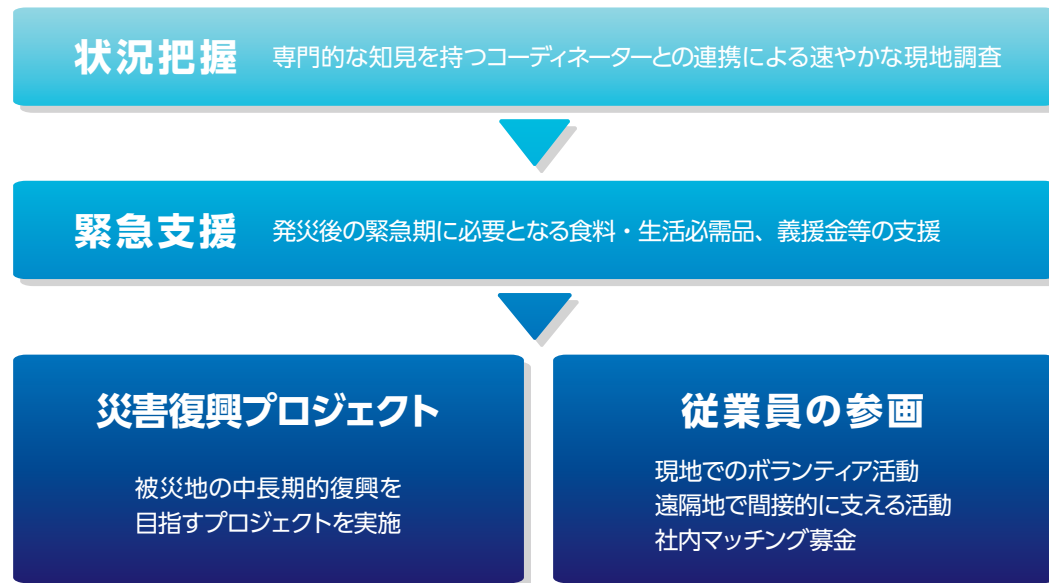 状況把握 専門的な知見を持つコーディネーターとの連携による速やかな現地調査
緊急支援 発災後の緊急期に必要となる食料・生活必需品、義援金等の支援
災害復興プロジェクト
被災地の中長期的復興を
目指すプロジェクトを実施
従業員の参画
現地でのボランティア活動
遠隔地で間接的に支える活動
社内マッチング募金